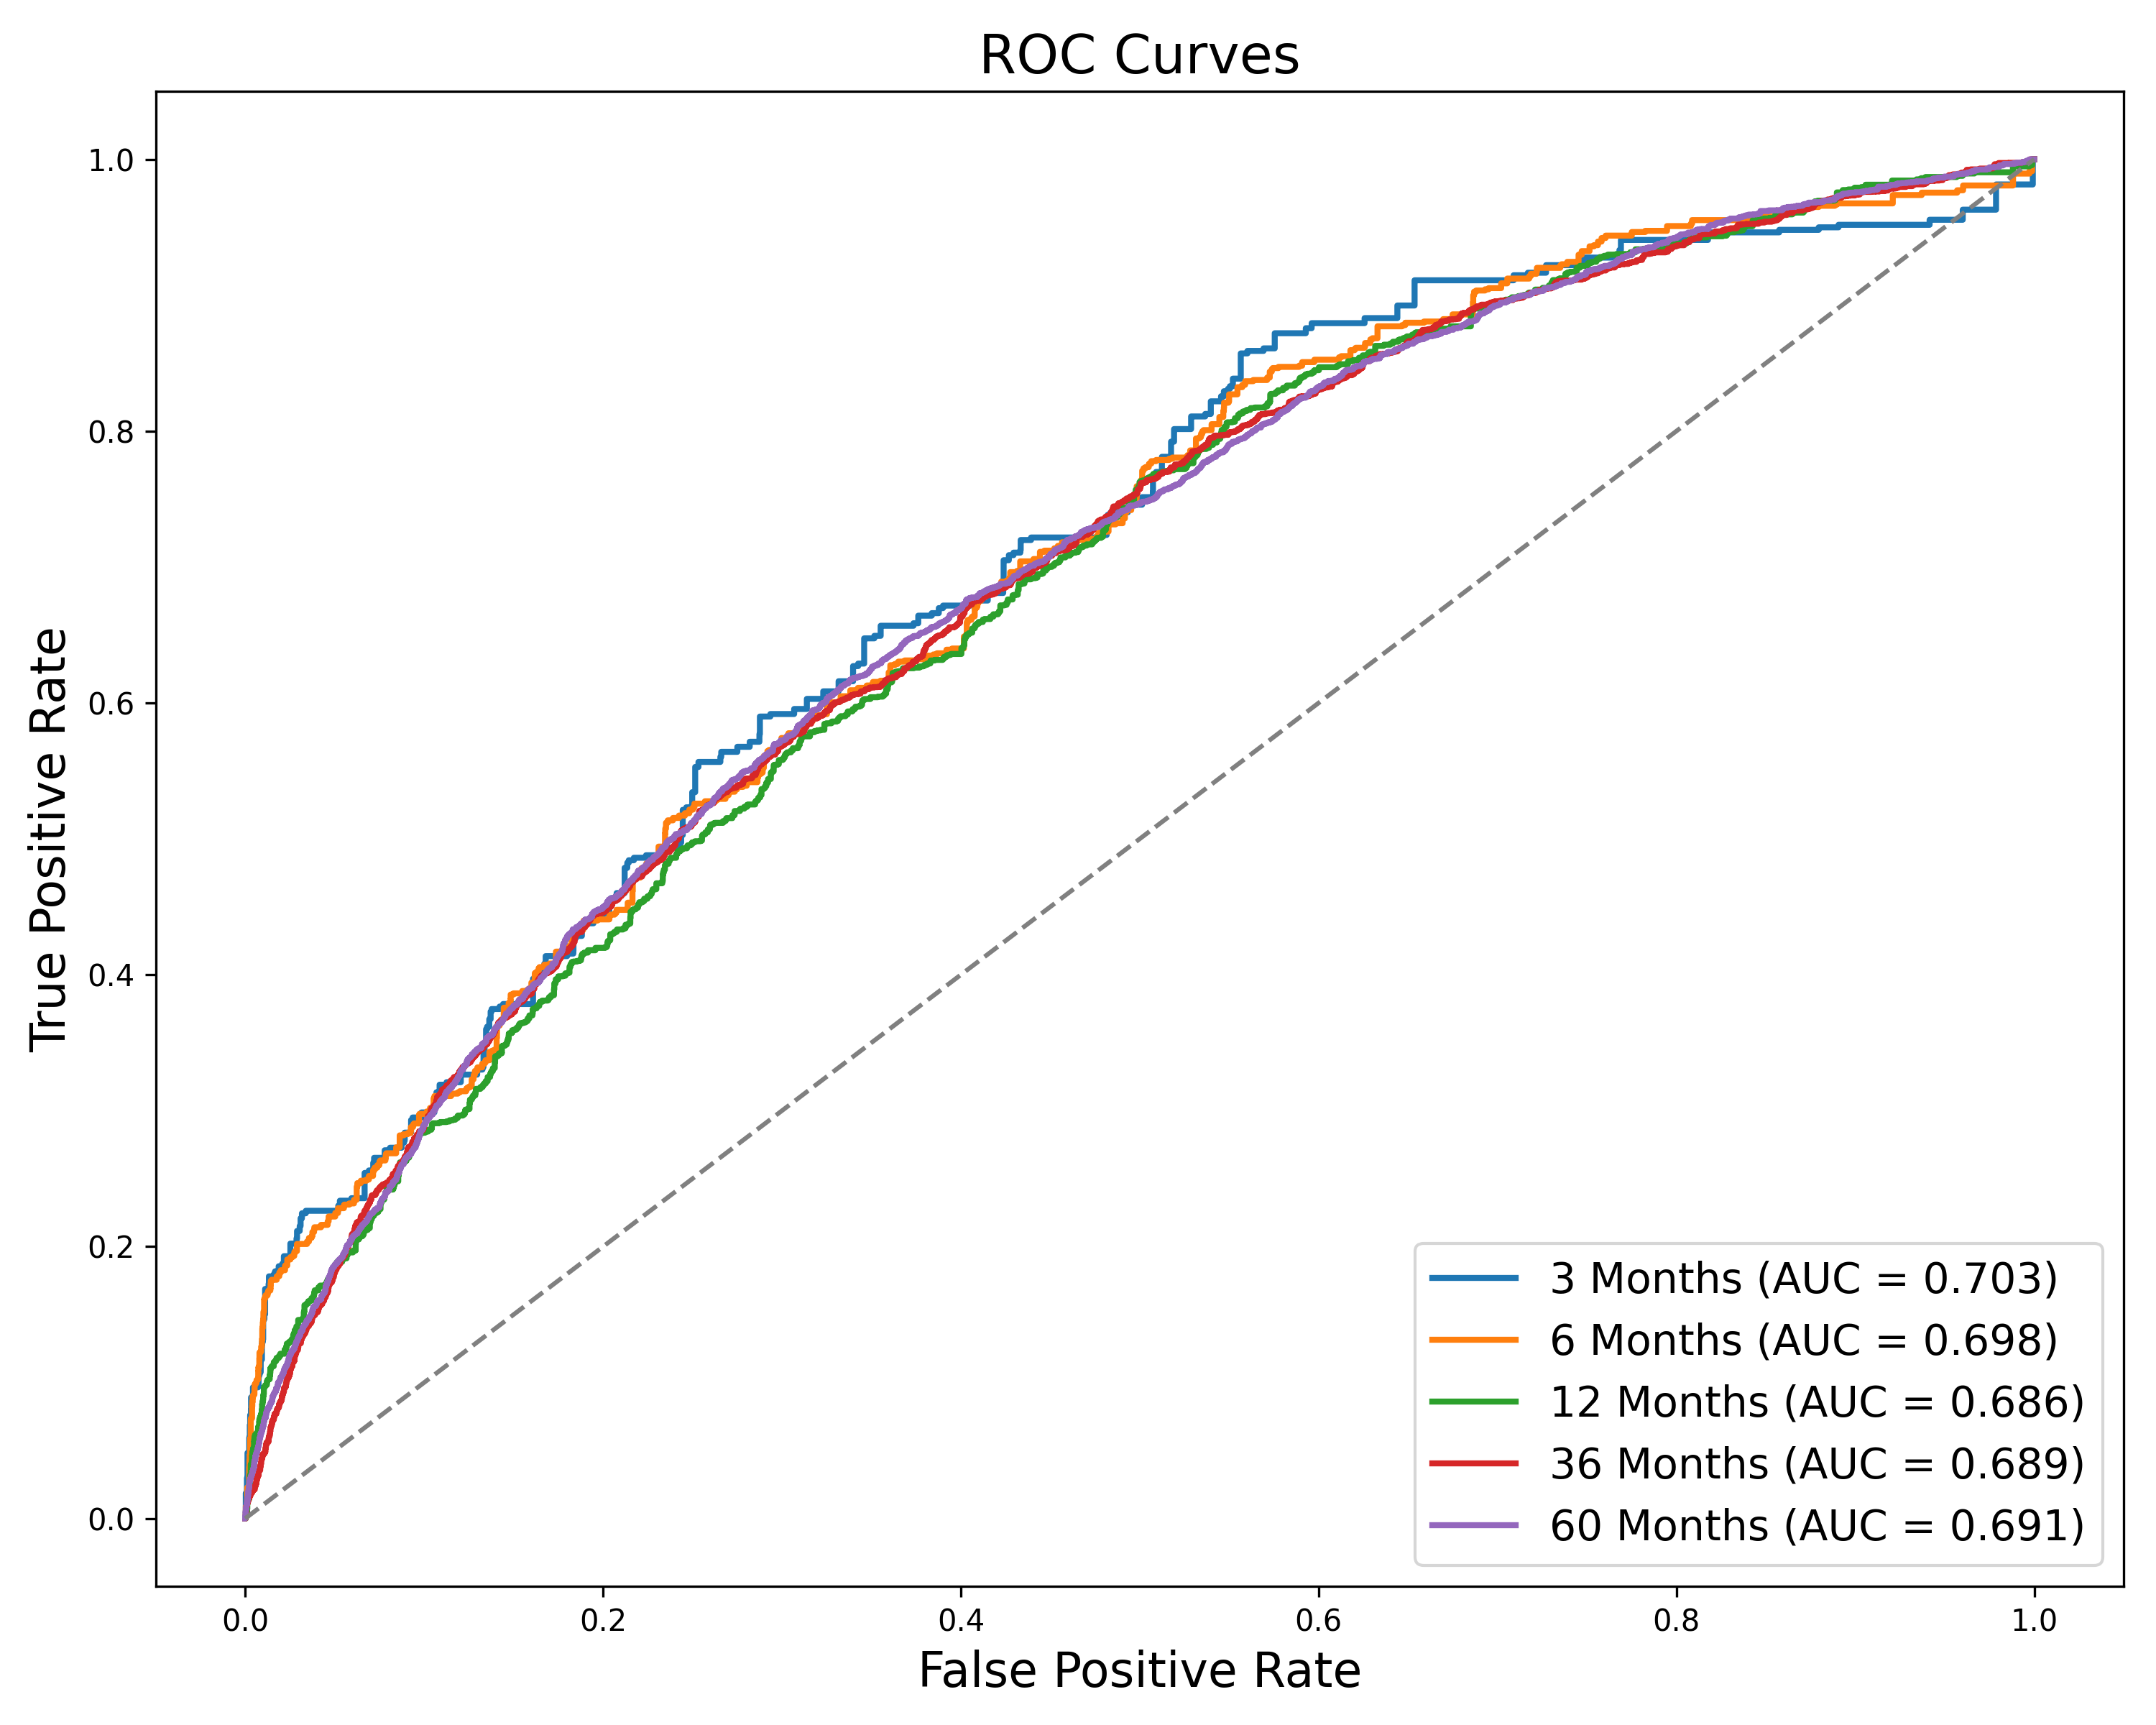 ROC Curves
True Positive Rate
1.0
0.8
0.6
0.4
0.2
0.0
0.0 0.2 0.4 0.6 0.8 1.0
False Positive Rate
3 Months (AUC = 0.703)
6 Months (AUC = 0.698)
12 Months (AUC = 0.686)
36 Months (AUC = 0.689)
60 Months (AUC = 0.691)